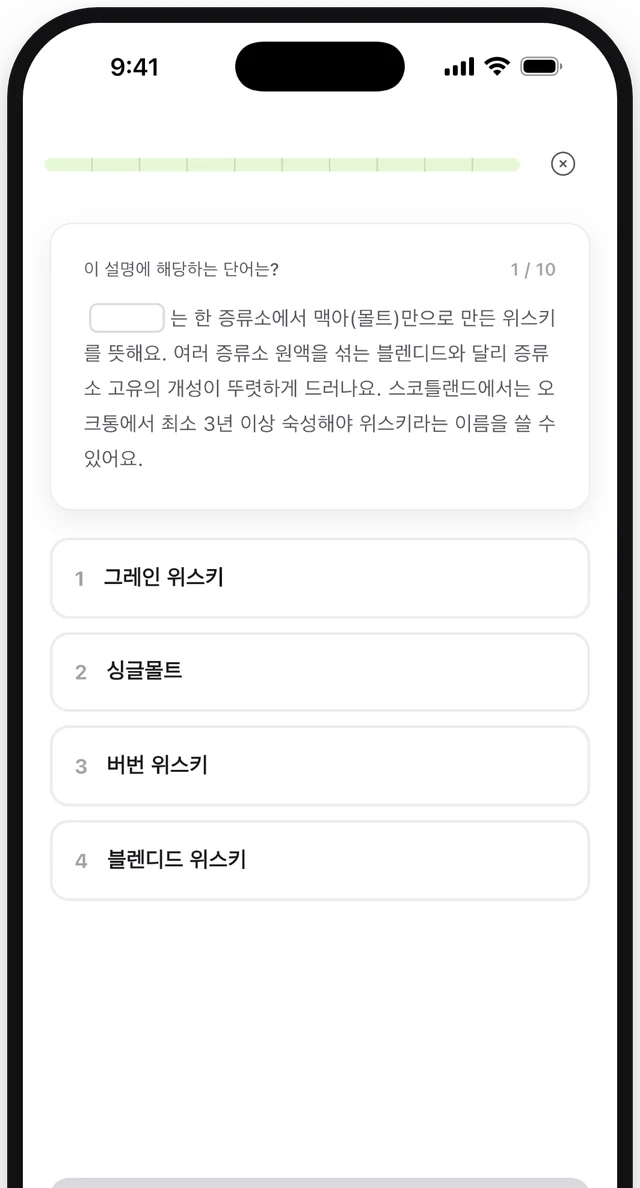 9:41
이 설명에 해당하는 단어는?
1 / 10
는 한 증류소에서 맥아(몰트)만으로 만든 위스키
를 뜻해요. 여러 증류소 원액을 섞는 블렌디드와 달리 증류
소 고유의 개성이 뚜렷하게 드러나요. 스코틀랜드에서는 오
크통에서 최소 3년 이상 숙성해야 위스키라는 이름을 쓸 수
있어요.
1 그레인 위스키
2 싱글몰트
3 버번 위스키
4 블렌디드 위스키